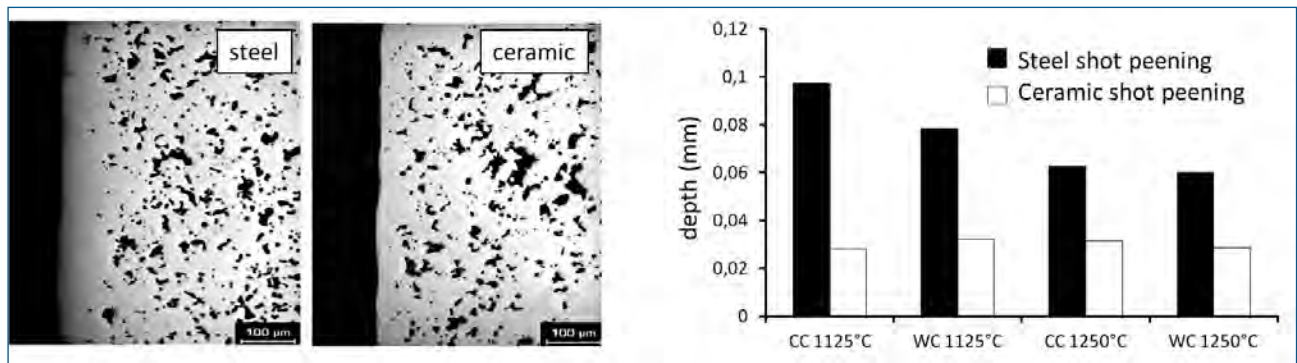 steel
100 µm
ceramic
100 µm
depth (mm)
0,12
0,1
0,08
0,06
0,04
0,02
0
Steel shot peening
Ceramic shot peening
CC 1125°C
WC 1125°C
CC 1250°C
WC 1250°C